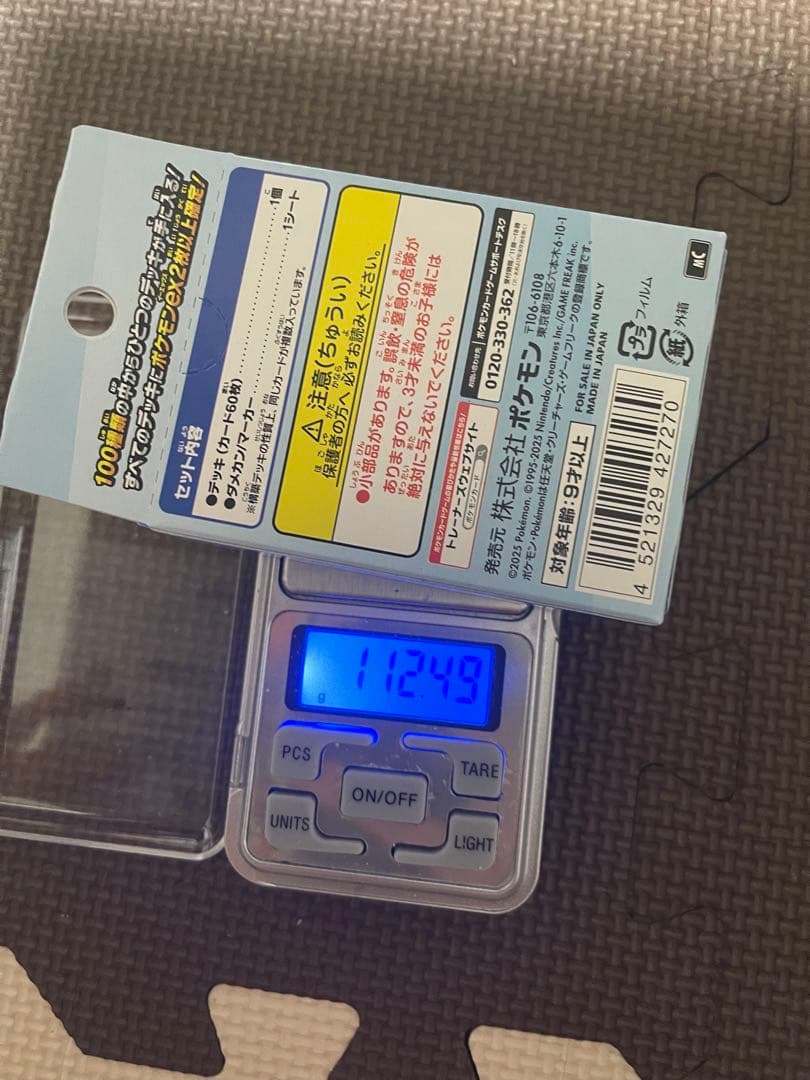 100種類の中からひとつのデッキが手に入る!
すべてのデッキにポケモンex2枚以上確定!
セット内容
●デッキ(カード60枚)……1個
●ダメカン/マーカー……1シート
※構築デッキの性質上、同じカードが複数入っています。
⚠注意(ちゅうい)
保護者の方へ 必ずお読みください。
●小部品があります。誤飲・窒息の危険が
ありますので、3才未満のお子様には
絶対に与えないでください。
トレーナーズウェブサイト
ポケモンカード
お問い合わせ先 ポケモンカードゲームサポートデスク
0120-330-362
発売元 株式会社ポケモン 〒106-6108
東京都港区六本木6-10-1
©2025 Pokémon. ©1995-2025 Nintendo/Creatures Inc./GAME FREAK inc.
ポケモン・Pokémonは任天堂・クリーチャーズ・ゲームフリークの登録商標です。
対象年齢:9才以上
FOR SALE IN JAPAN ONLY
MADE IN JAPAN
プラ フィルム
紙 外箱
MC
4 521329 427270
112.49
g
PCS
TARE
ON/OFF
UNITS
LIGHT